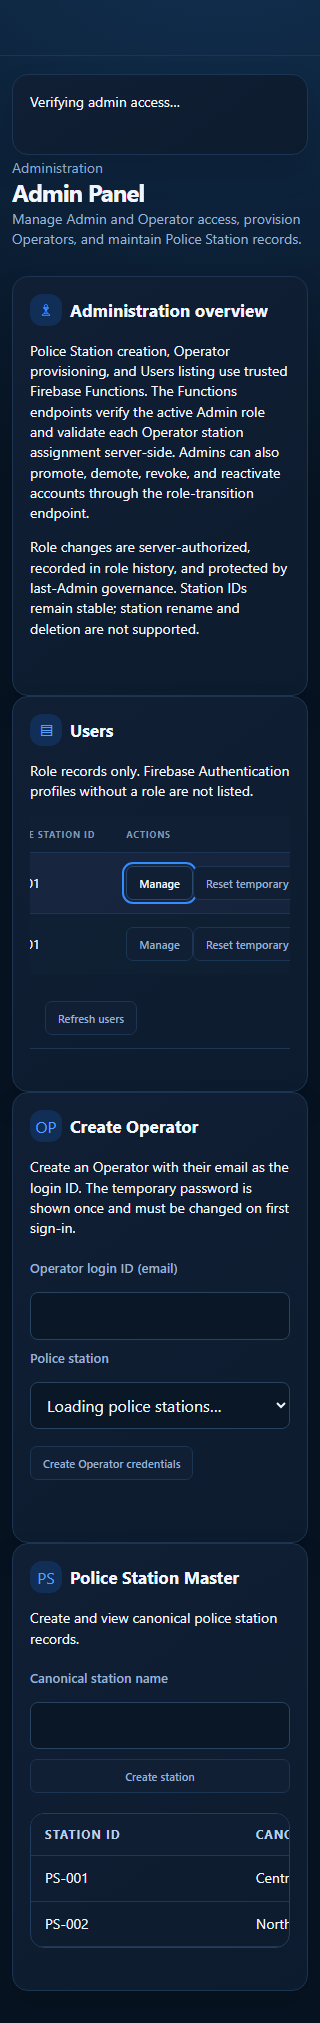 Verifying admin access...
Administration
Admin Panel
Manage Admin and Operator access, provision
Operators, and maintain Police Station records.
Administration overview
Police Station creation, Operator
provisioning, and Users listing use trusted
Firebase Functions. The Functions
endpoints verify the active Admin role
and validate each Operator station
assignment server-side. Admins can also
promote, demote, revoke, and reactivate
accounts through the role-transition
endpoint.
Role changes are server-authorized,
recorded in role history, and protected by
last-Admin governance. Station IDs
remain stable; station rename and
deletion are not supported.
Users
Role records only. Firebase Authentication
profiles without a role are not listed.
STATION ID ACTIONS
01 Manage Reset temporary
01 Manage Reset temporary
Refresh users
OP Create Operator
Create an Operator with their email as the
login ID. The temporary password is
shown once and must be changed on first
sign-in.
Operator login ID (email)
Police station
Loading police stations...
Create Operator credentials
PS Police Station Master
Create and view canonical police station
records.
Canonical station name
Create station
STATION ID CANO
PS-001 Centr
PS-002 North